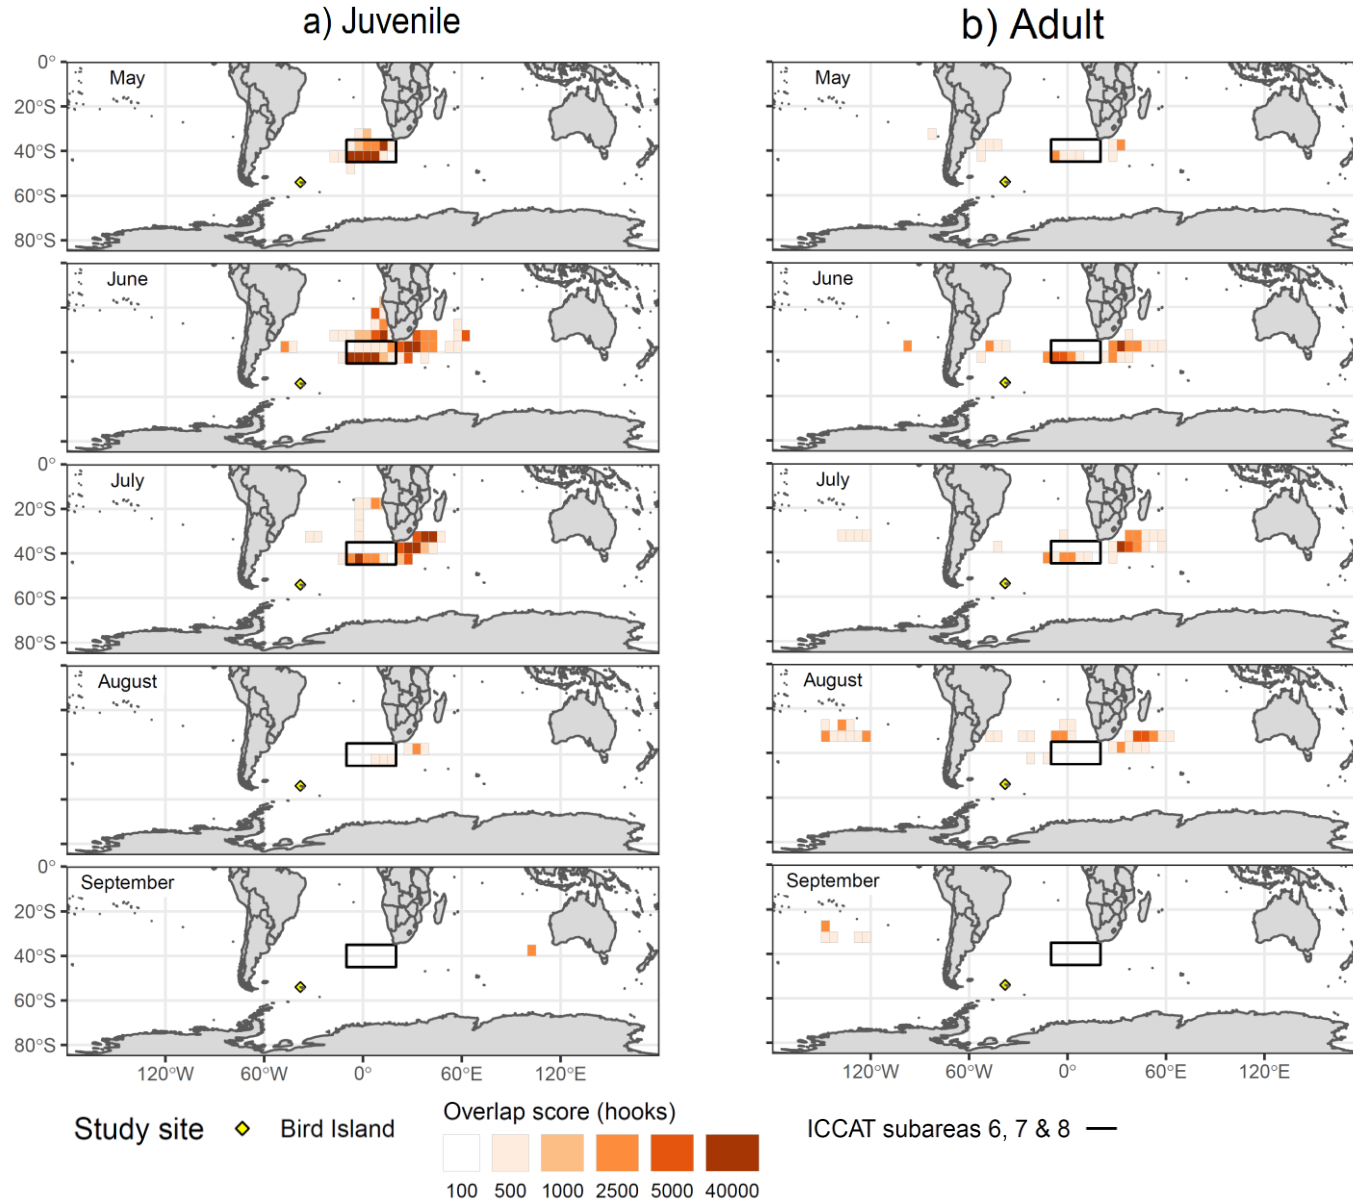 a) Juvenile
b) Adult
May
0°
20°S
40°S
60°S
80°S
May
June
June
July
0°
20°S
40°S
60°S
80°S
July
August
August
September
0°
20°S
40°S
60°S
80°S
September
120°W 60°W 0° 60°E 120°E
120°W 60°W 0° 60°E 120°E
Study site Bird Island
Overlap score (hooks)
100 500 1000 2500 5000 40000
ICCAT subareas 6, 7 & 8